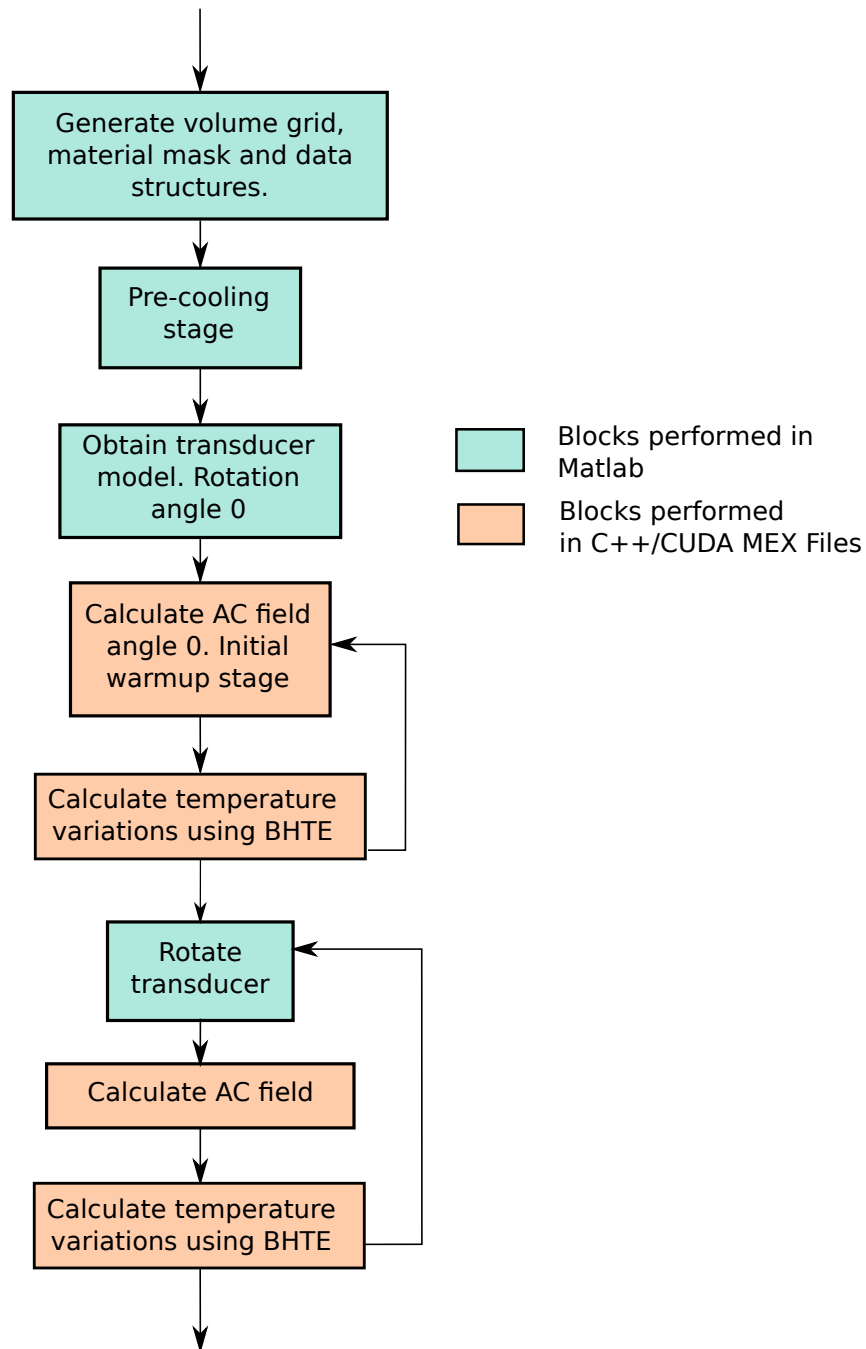 Generate volume grid,
material mask and data
structures.
Pre-cooling
stage
Obtain transducer
model. Rotation
angle 0
Blocks performed in
Matlab
Blocks performed
in C++/CUDA MEX Files
Calculate AC field
angle 0. Initial
warmup stage
Calculate temperature
variations using BHTE
Rotate
transducer
Calculate AC field
Calculate temperature
variations using BHTE